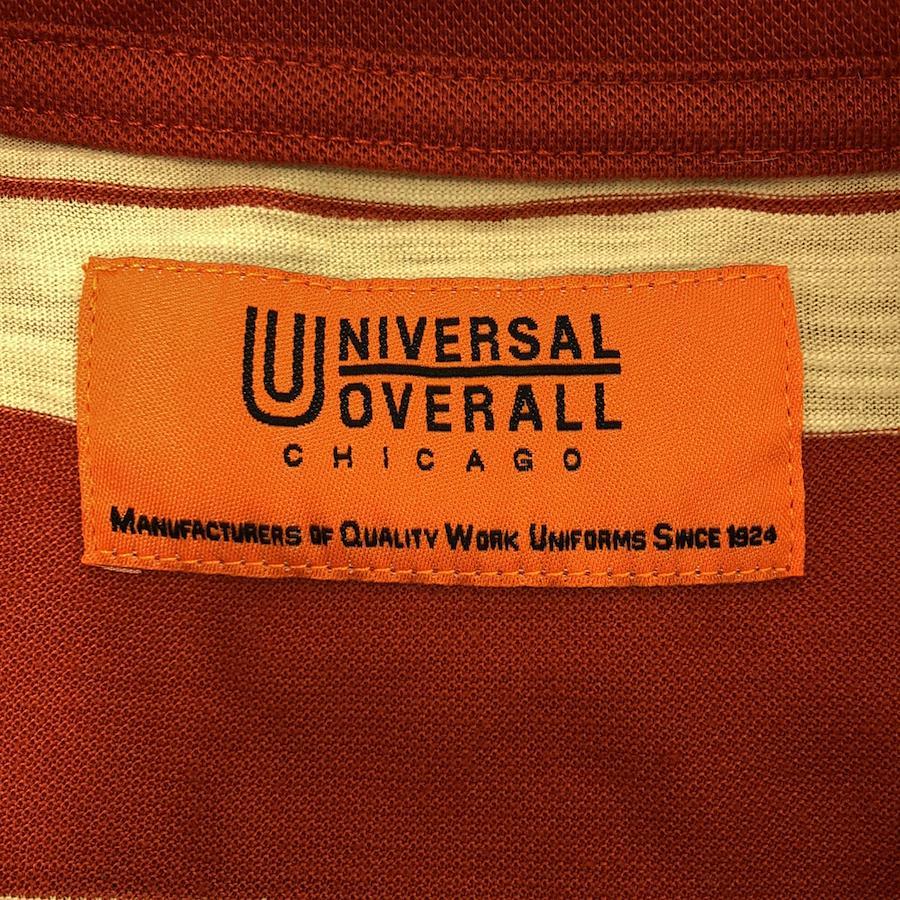 UNIVERSAL
OVERALL
CHICAGO
MANUFACTURERS OF QUALITY WORK UNIFORMS SINCE 1924